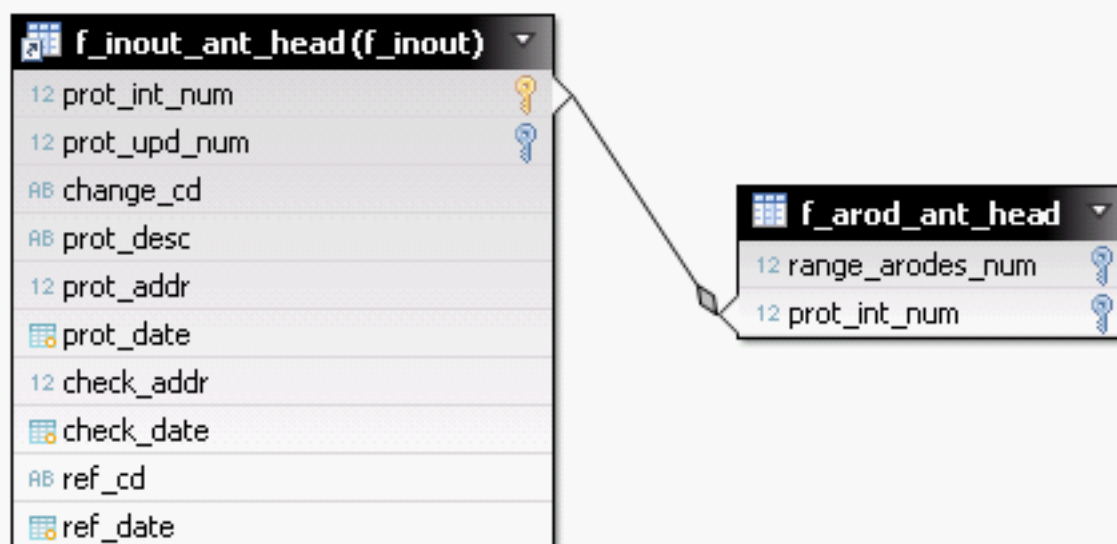 f_inout_ant_head (f_inout)
12 prot_int_num
12 prot_upd_num
AB change_cd
AB prot_desc
12 prot_addr
prot_date
12 check_addr
check_date
AB ref_cd
ref_date
f_arod_ant_head
12 range_arodes_num
12 prot_int_num